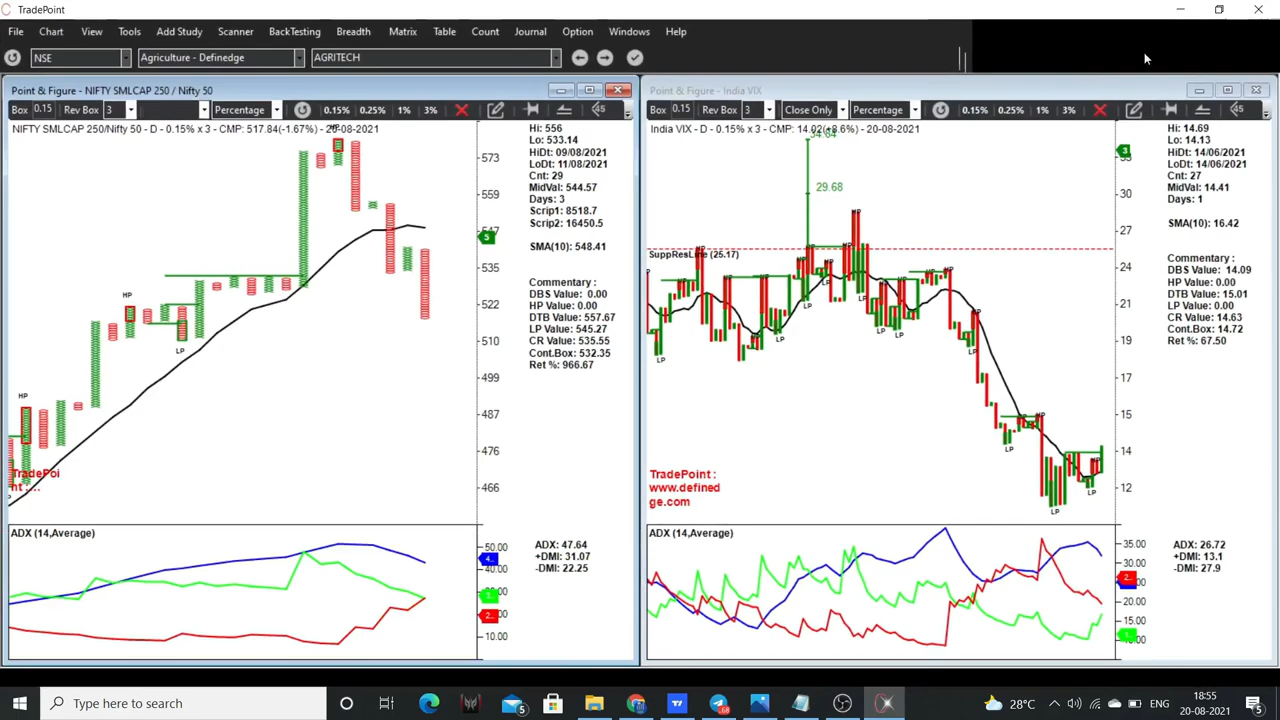 TradePoint
File Chart View Tools Add Study Scanner BackTesting Breadth Matrix Table Count Journal Option Windows Help
NSE Agriculture - Definedge AGRITECH
Point & Figure - NIFTY SMLCAP 250 / Nifty 50
Box 0.15 Rev Box 3 Percentage 0.15% 0.25% 1% 3%
NIFTY SMLCAP 250/Nifty 50 - D - 0.15% x 3 - CMP: 517.84(-1.67%) - 20-08-2021
HP
HP
HP
LP
573
559
547
535
522
510
499
487
476
466
5
TradePoi
nt ....
Hi: 556
Lo: 533.14
HiDt: 09/08/2021
LoDt: 11/08/2021
Cnt: 29
MidVal: 544.57
Days: 3
Scrip1: 8518.7
Scrip2: 16450.5
SMA(10): 548.41
Commentary :
DBS Value: 0.00
HP Value: 0.00
DTB Value: 557.67
LP Value: 545.27
CR Value: 535.55
Cont.Box: 532.35
Ret %: 966.67
ADX (14,Average)
50.00
40.00
10.00
ADX: 47.64
+DMI: 31.07
-DMI: 22.25
Point & Figure - India VIX
Box 0.15 Rev Box 3 Close Only Percentage 0.15% 0.25% 1% 3%
India VIX - D - 0.15% x 3 - CMP: 14.02(+8.6%) - 20-08-2021
34.64
29.68
SuppResLine (25.17)
3
33
30
27
24
21
19
17
15
14
12
TradePoint :
www.defined
ge.com
Hi: 14.69
Lo: 14.13
HiDt: 14/06/2021
LoDt: 14/06/2021
Cnt: 27
MidVal: 14.41
Days: 1
SMA(10): 16.42
Commentary :
DBS Value: 14.09
HP Value: 0.00
DTB Value: 15.01
LP Value: 0.00
CR Value: 14.63
Cont.Box: 14.72
Ret %: 67.50
ADX (14,Average)
35.00
30.00
20.00
15.00
10.00
ADX: 26.72
+DMI: 13.1
-DMI: 27.9
Type here to search
28°C ENG
18:55
20-08-2021